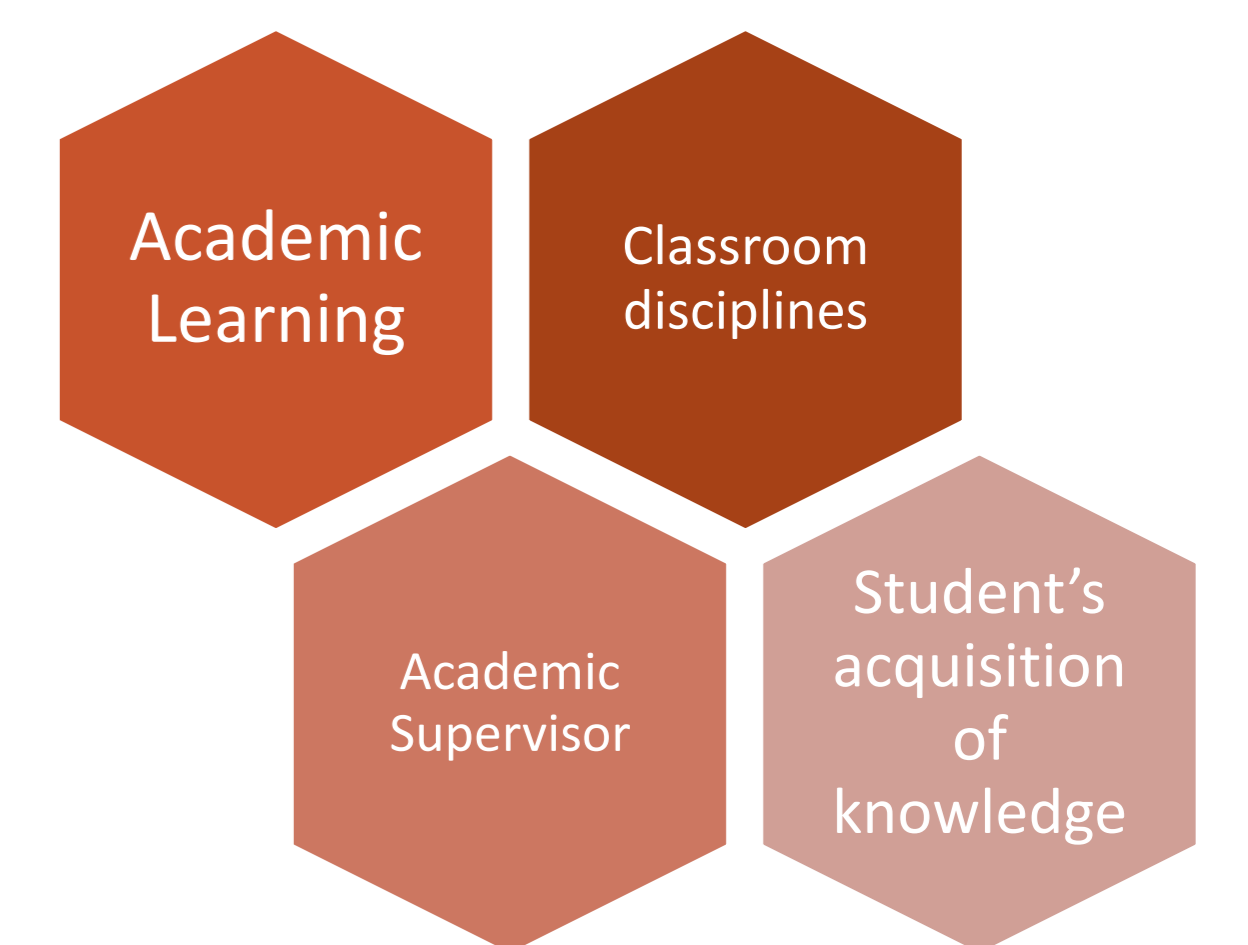 Academic
Learning
Classroom
disciplines
Academic
Supervisor
Student’s
acquisition
of
knowledge